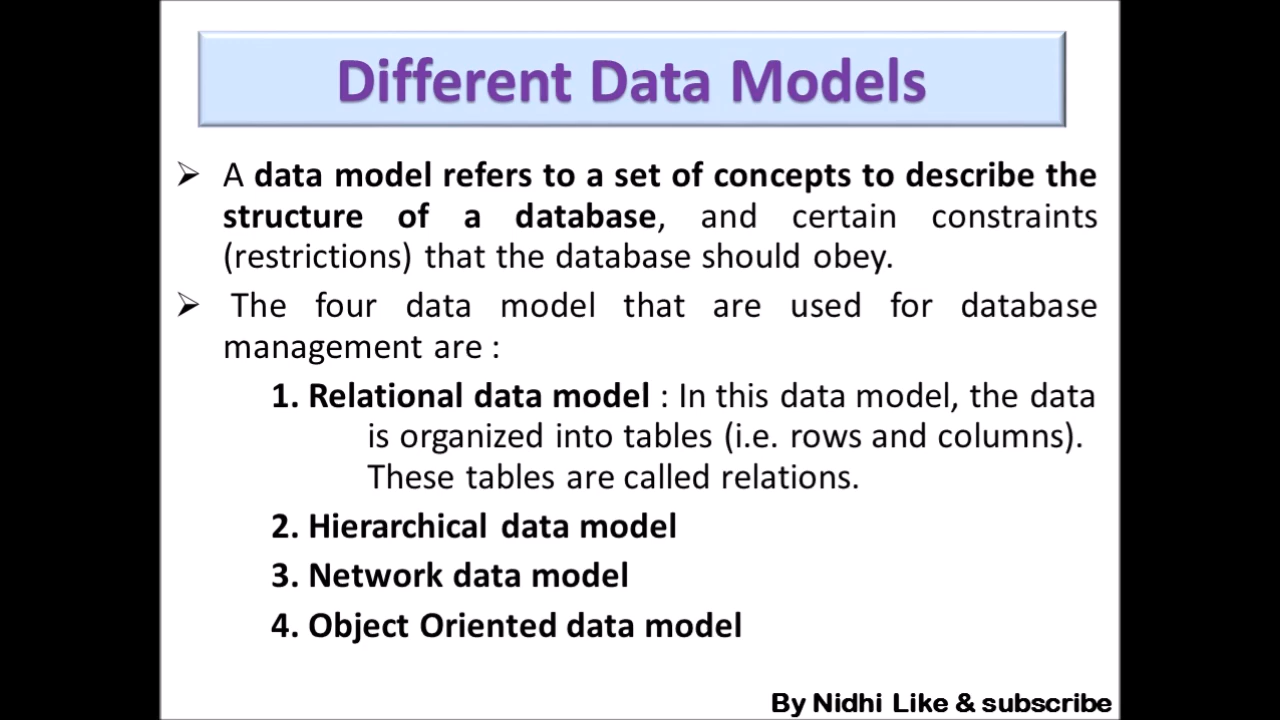 Different Data Models
➢ A data model refers to a set of concepts to describe the
structure of a database, and certain constraints
(restrictions) that the database should obey.
➢ The four data model that are used for database
management are :
1. Relational data model : In this data model, the data
is organized into tables (i.e. rows and columns).
These tables are called relations.
2. Hierarchical data model
3. Network data model
4. Object Oriented data model
By Nidhi Like & subscribe